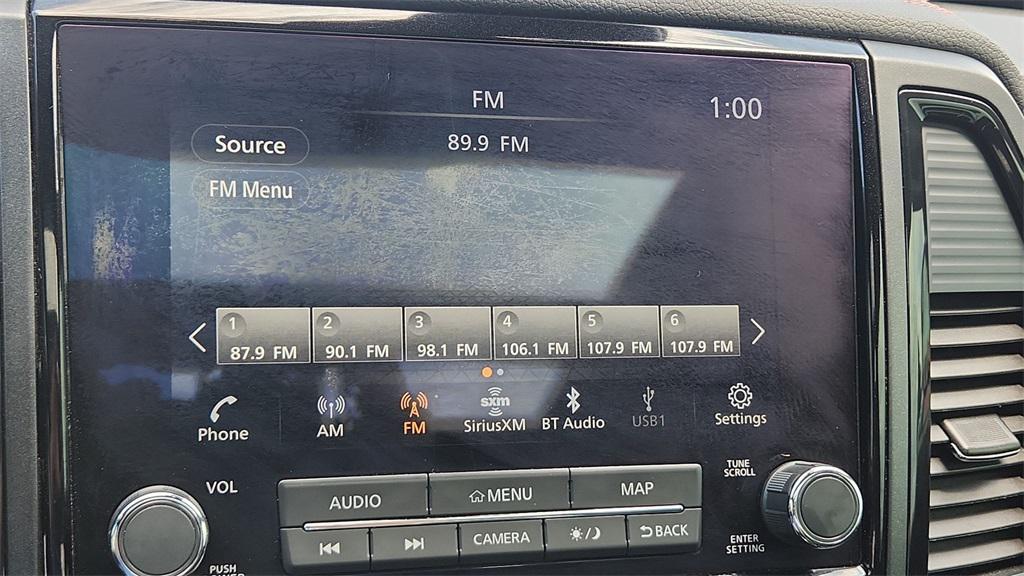 FM
1:00
Source
89.9 FM
FM Menu
1 2 3 4 5 6
87.9 FM 90.1 FM 98.1 FM 106.1 FM 107.9 FM 107.9 FM
Phone AM FM sxm SiriusXM BT Audio USB1 Settings
VOL
AUDIO MENU MAP
TUNE
SCROLL
CAMERA BACK
ENTER
SETTING
PUSH